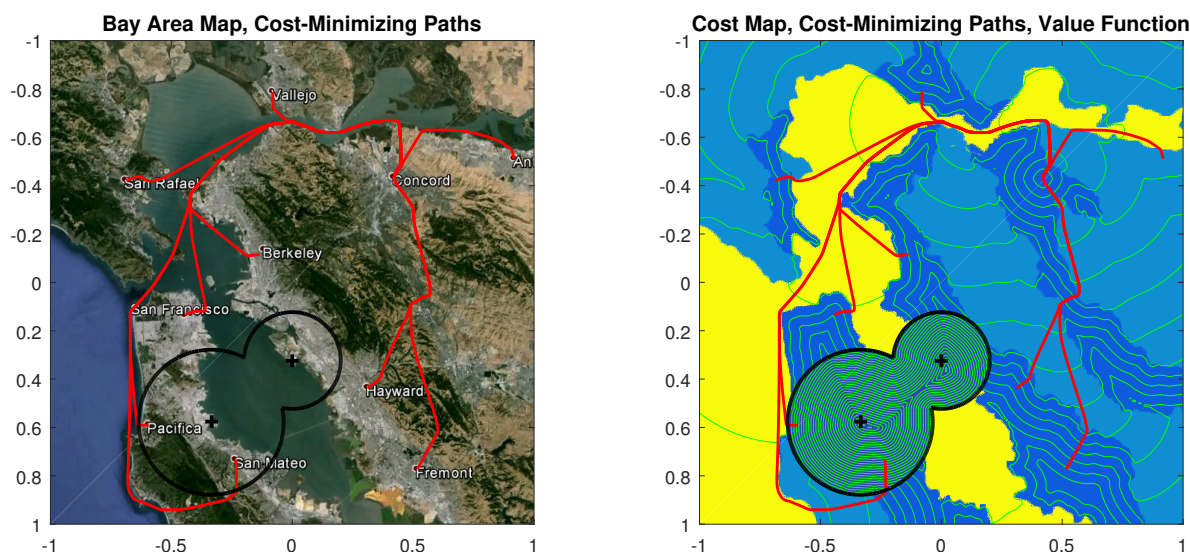 Bay Area Map, Cost-Minimizing Paths
-1
-0.8
-0.6
-0.4
-0.2
0
0.2
0.4
0.6
0.8
1
-1
-0.5
0
0.5
1
Vallejo
An
San Rafael
Concord
Berkeley
San Francisco
Hayward
Pacifica
San Mateo
Fremont
Cost Map, Cost-Minimizing Paths, Value Function
-1
-0.8
-0.6
-0.4
-0.2
0
0.2
0.4
0.6
0.8
1
-1
-0.5
0
0.5
1